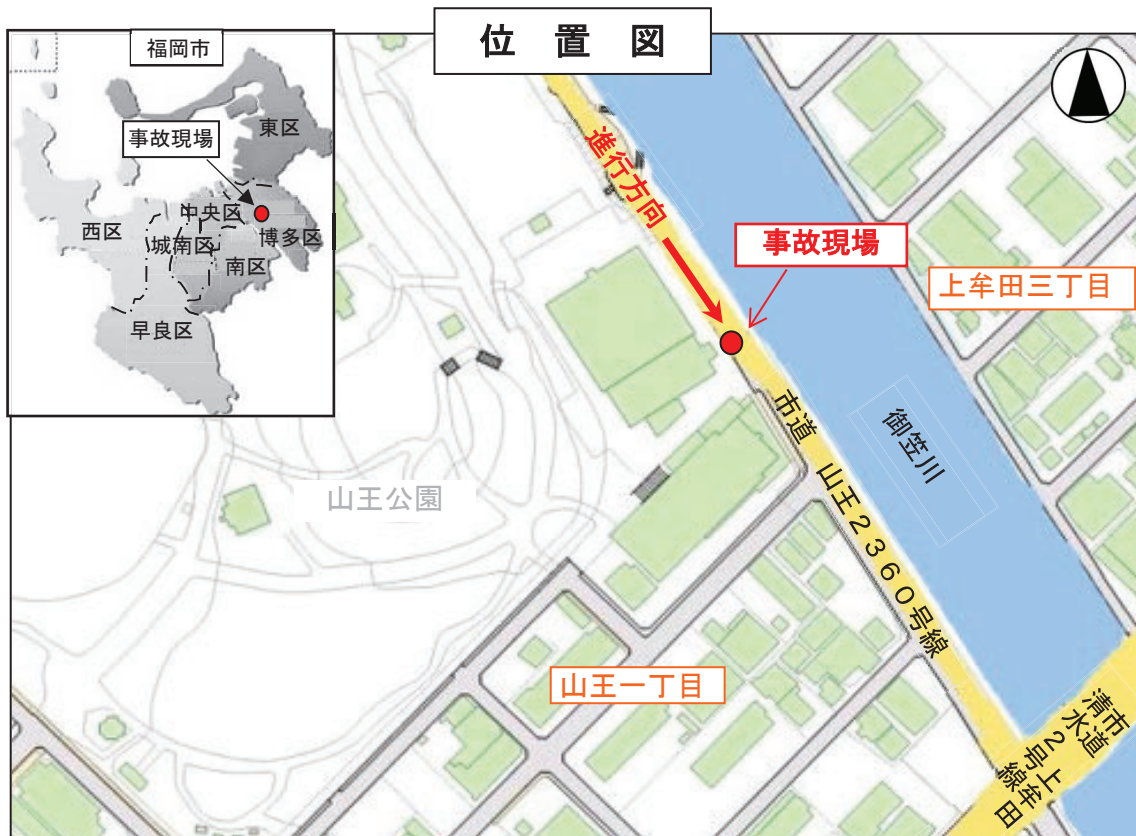 位置図
福岡市
事故現場
東区
中央区
西区
城南区
博多区
南区
早良区
進行方向
事故現場
上牟田三丁目
御笠川
市道 山王2360号線
山王公園
山王一丁目
市道上牟田
清水2号線